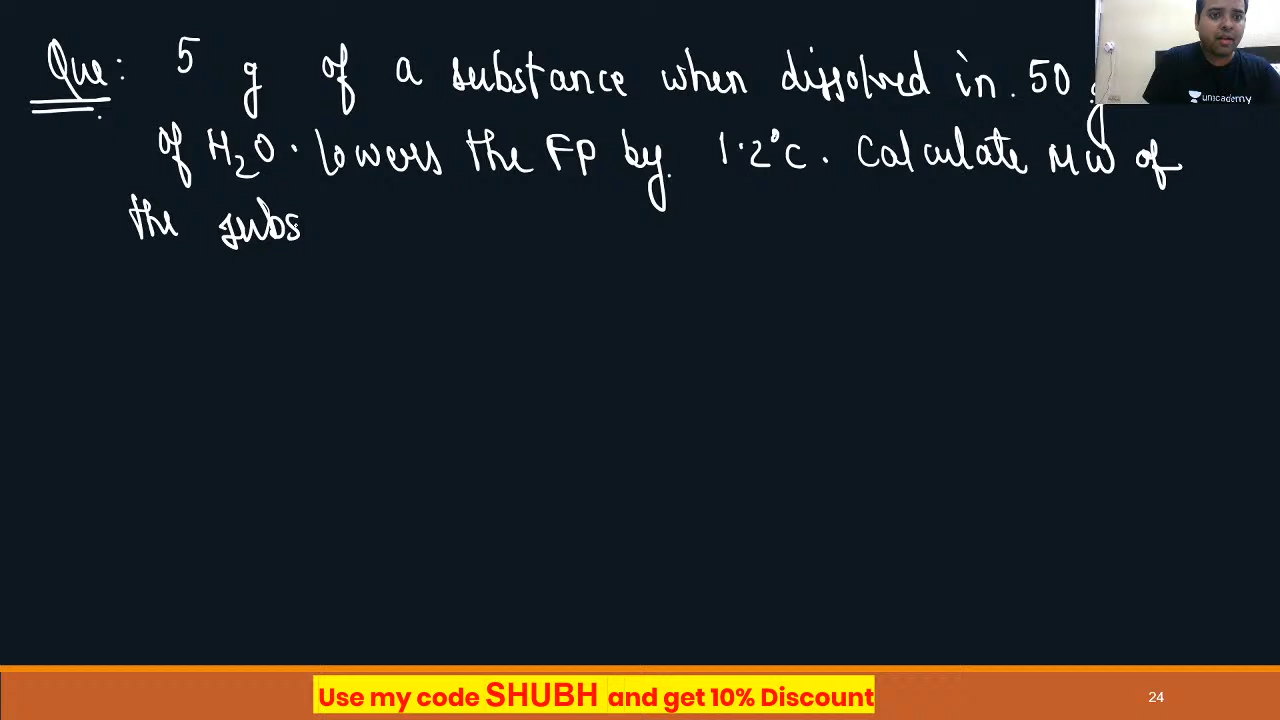 Que: 5 g of a substance when dissolved in 50 g
of H₂O. lowers the FP by 1.2°C. Calculate MW of
the subs
unacademy
Use my code SHUBH and get 10% Discount
24